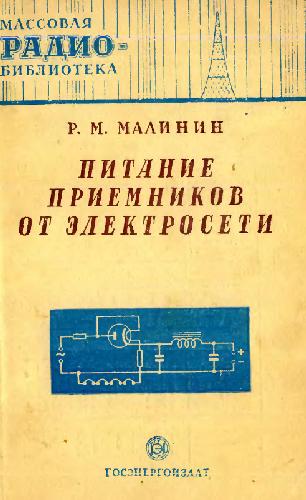 МАССОВАЯ
РАДИО-
БИБЛИОТЕКА
Р. М. МАЛИНИН
ПИТАНИЕ
ПРИЕМНИКОВ
ОТ ЭЛЕКТРОСЕТИ
ГОСЭНЕРГОИЗДАТ